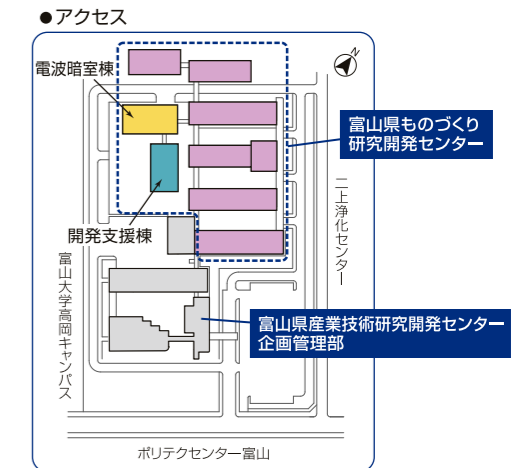 ●アクセス
N
電波暗室棟
富山県ものづくり
研究開発センター
二上浄化センター
開発支援棟
富山大学高岡キャンパス
富山県産業技術研究開発センター
企画管理部
ポリテクセンター富山